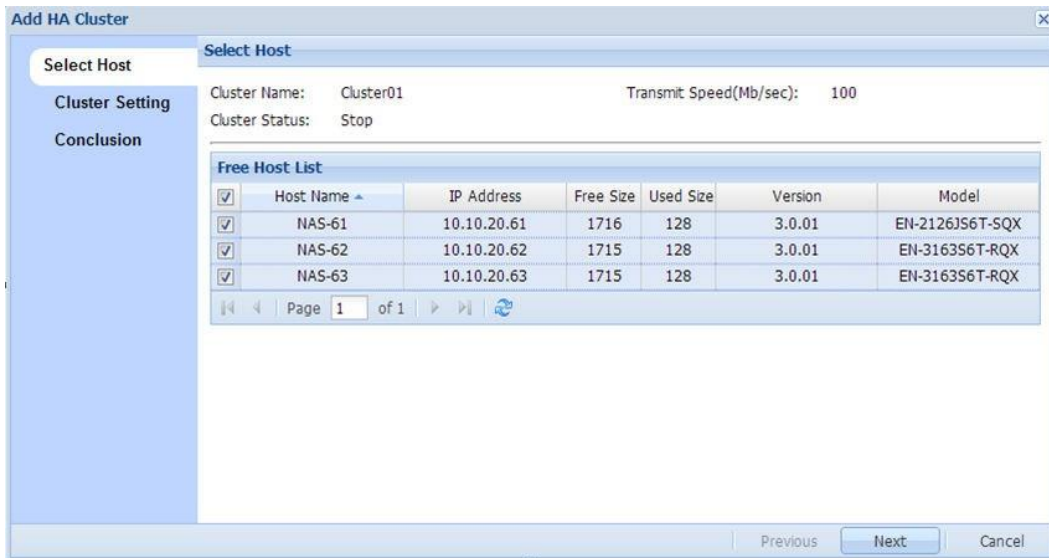 Add HA Cluster
Select Host
Cluster Setting
Conclusion
Select Host
Cluster Name: Cluster01 Transmit Speed(Mb/sec): 100
Cluster Status: Stop
Free Host List
Host Name IP Address Free Size Used Size Version Model
NAS-61 10.10.20.61 1716 128 3.0.01 EN-2126JS6T-SQX
NAS-62 10.10.20.62 1715 128 3.0.01 EN-3163S6T-RQX
NAS-63 10.10.20.63 1715 128 3.0.01 EN-3163S6T-RQX
Page 1 of 1
Previous Next Cancel